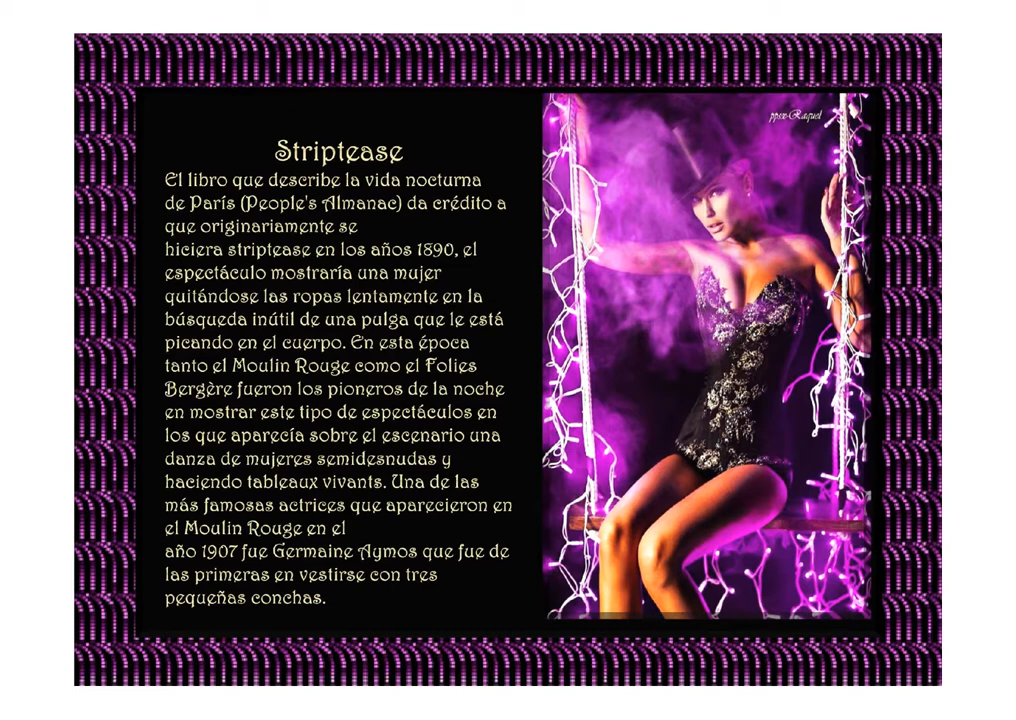 ppsx-Raquel
Striptease
El libro que describe la vida nocturna
de París (People's Almanac) da crédito a
que originariamente se
hiciera striptease en los años 1890, el
espectáculo mostraría una mujer
quitándose las ropas lentamente en la
búsqueda inútil de una pulga que le está
picando en el cuerpo. En esta época
tanto el Moulin Rouge como el Folies
Bergère fueron los pioneros de la noche
en mostrar este tipo de espectáculos en
los que aparecía sobre el escenario una
danza de mujeres semidesnudas y
haciendo tableaux vivants. Una de las
más famosas actrices que aparecieron en
el Moulin Rouge en el
año 1907 fue Germaine Aymos que fue de
las primeras en vestirse con tres
pequeñas conchas.